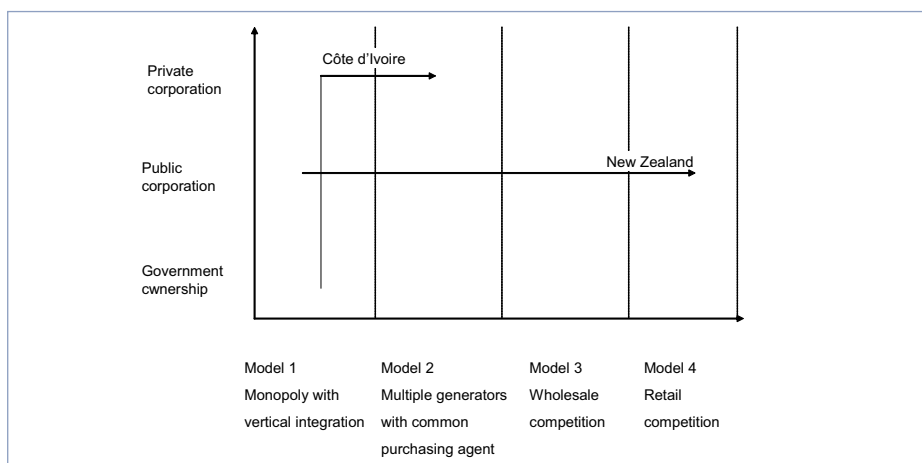 Private
corporation
Côte d'Ivoire
Public
corporation
New Zealand
Government
cwnership
Model 1
Monopoly with
vertical integration
Model 2
Multiple generators
with common
purchasing agent
Model 3
Wholesale
competition
Model 4
Retail
competition